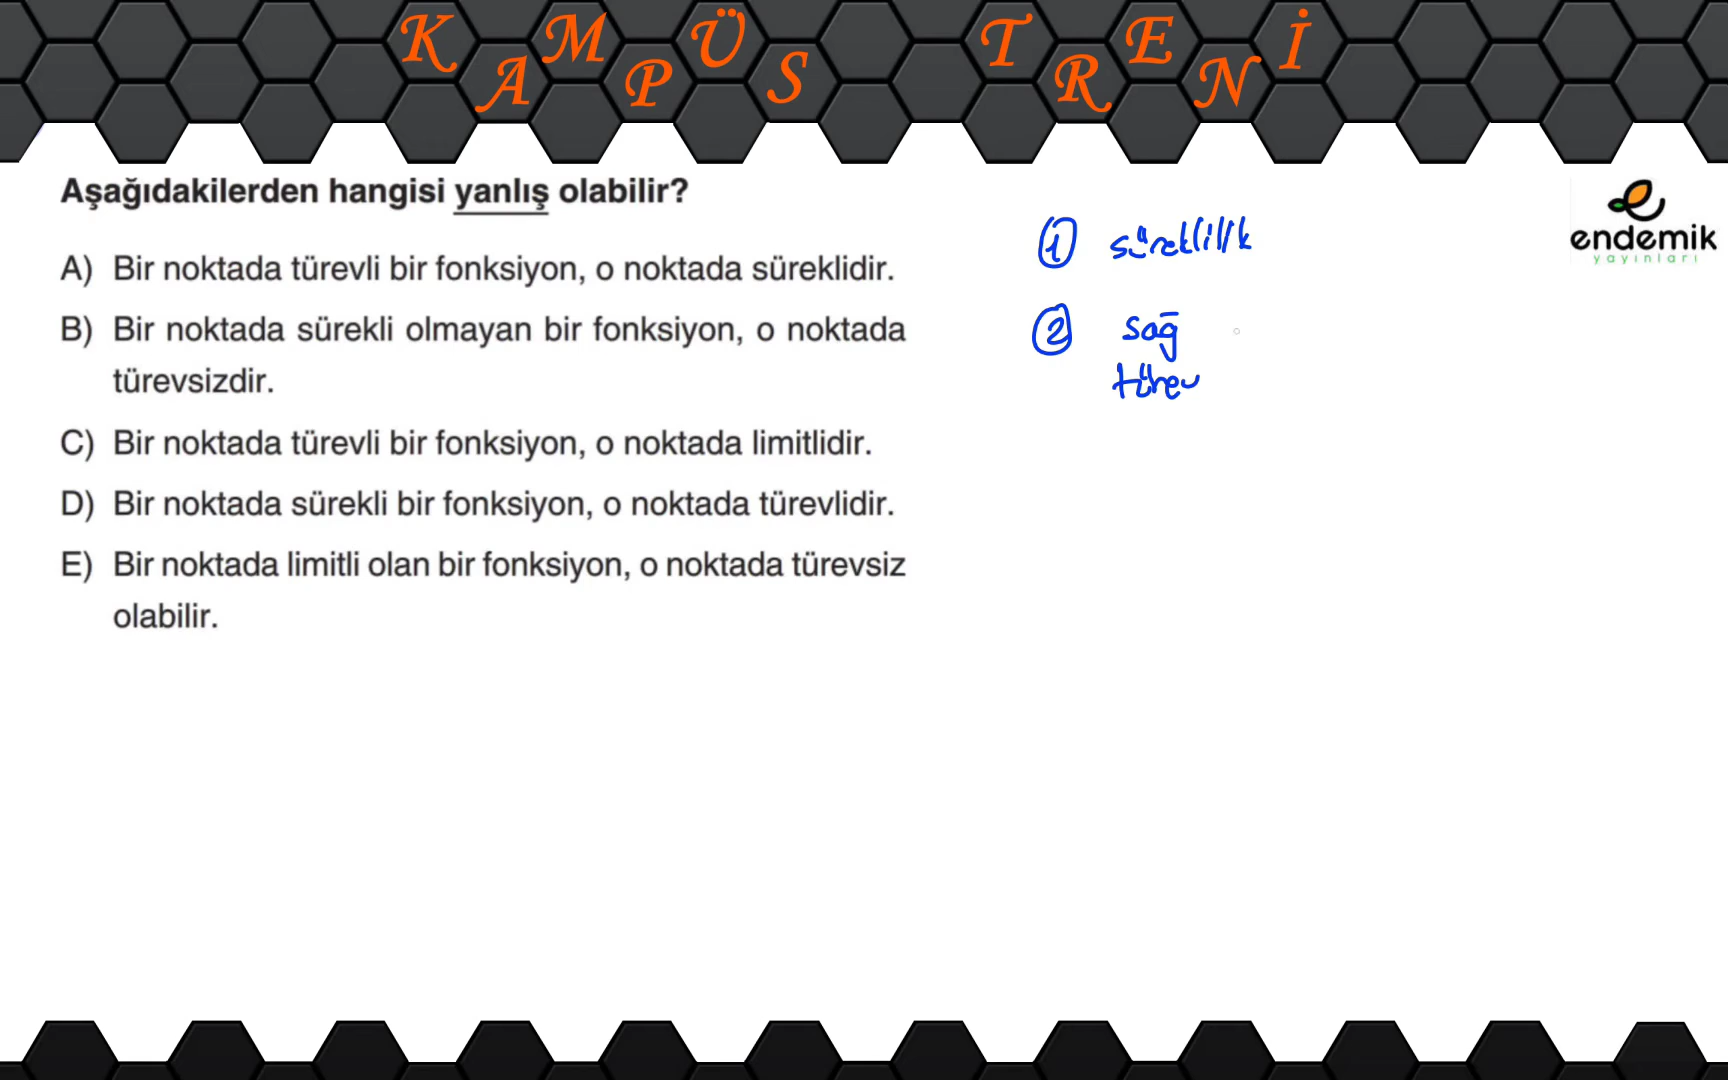 KAMPÜS TRENİ
Aşağıdakilerden hangisi yanlış olabilir?
A) Bir noktada türevli bir fonksiyon, o noktada süreklidir.
B) Bir noktada sürekli olmayan bir fonksiyon, o noktada
türevsizdir.
C) Bir noktada türevli bir fonksiyon, o noktada limitlidir.
D) Bir noktada sürekli bir fonksiyon, o noktada türevlidir.
E) Bir noktada limitli olan bir fonksiyon, o noktada türevsiz
olabilir.
1 süreklilik
2 sağ
türev
endemik
yayınları